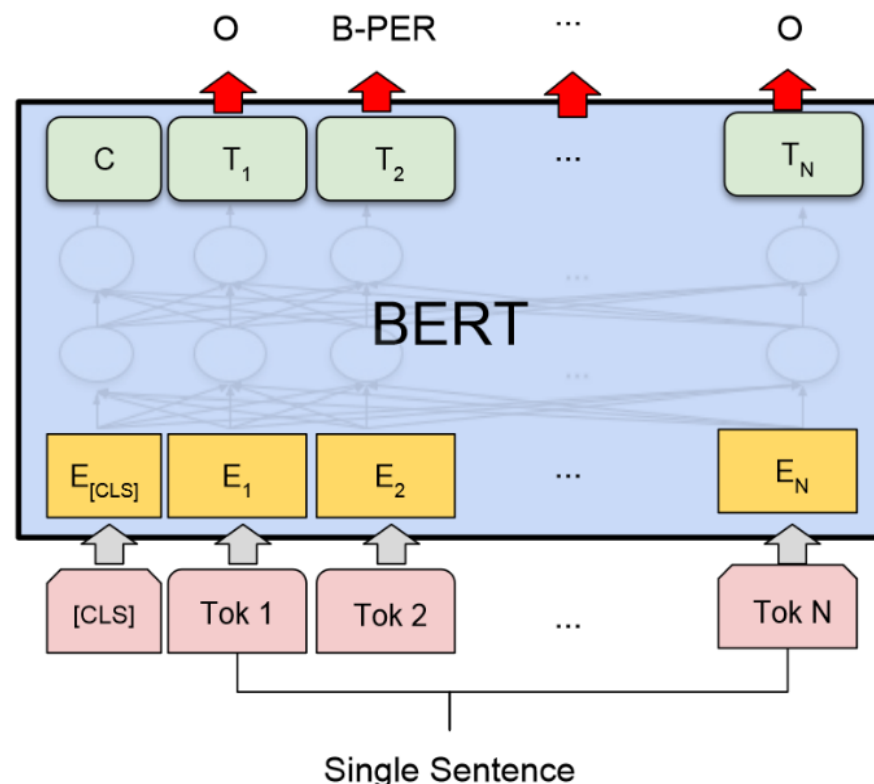 O B-PER ... O
C T1 T2 ... TN
...
BERT
...
E[CLS] E1 E2 ... EN
[CLS] Tok 1 Tok 2 ... Tok N
Single Sentence